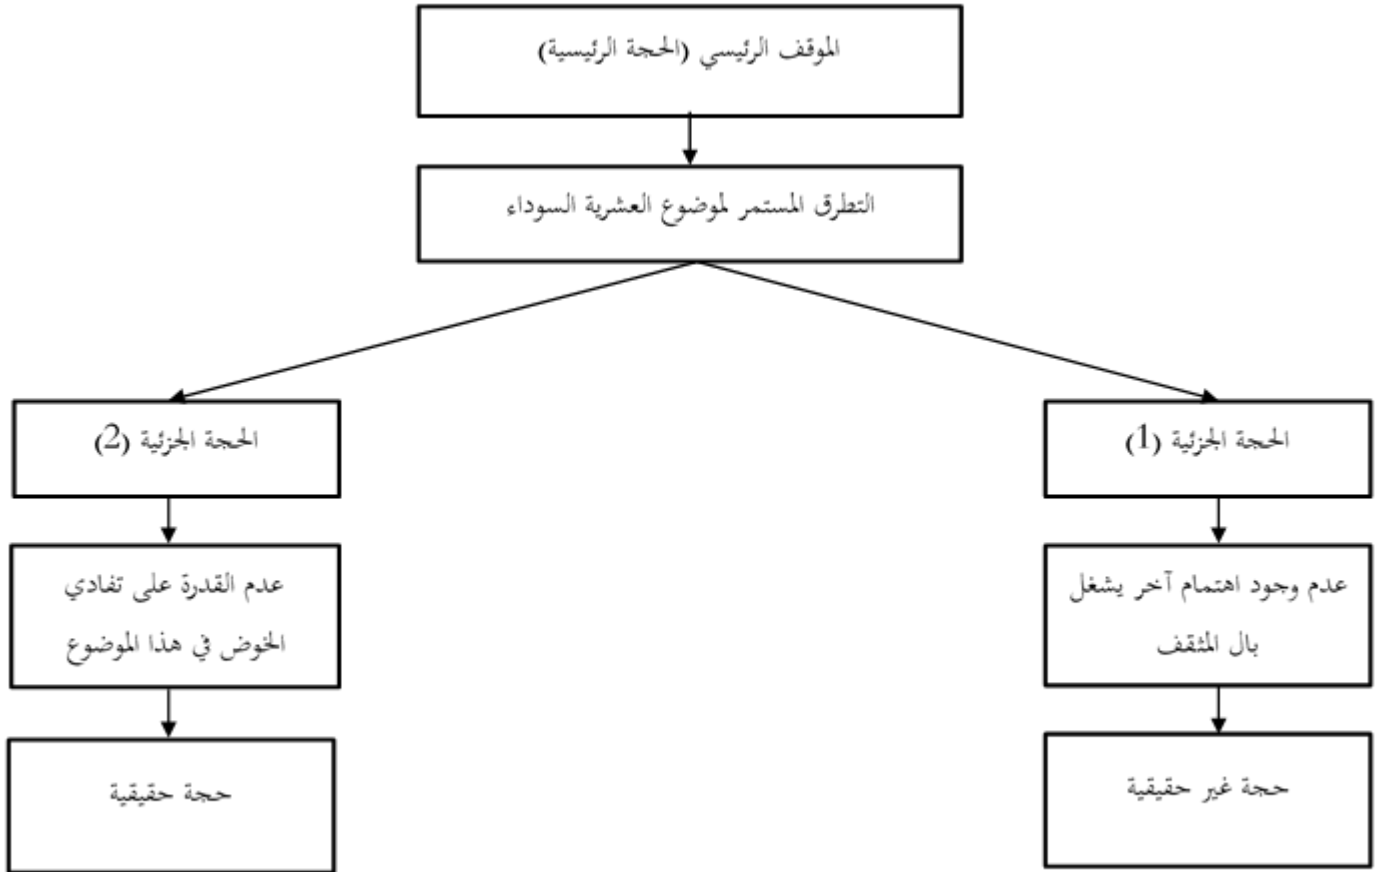 الموقف الرئيسي (الحجة الرئيسية)
التطرق المستمر لموضوع العشرية السوداء
الحجة الجزئية (1)
الحجة الجزئية (2)
عدم وجود اهتمام آخر يشغل
بال المثقف
عدم القدرة على تفادي
الخوض في هذا الموضوع
حجة غير حقيقية
حجة حقيقية